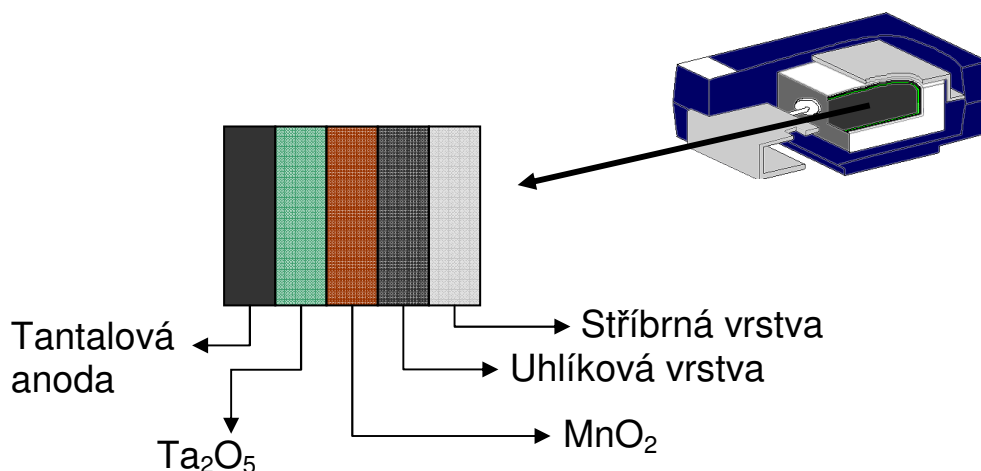 Tantalová
anoda
Ta₂O₅
Stříbrná vrstva
Uhlíková vrstva
MnO₂